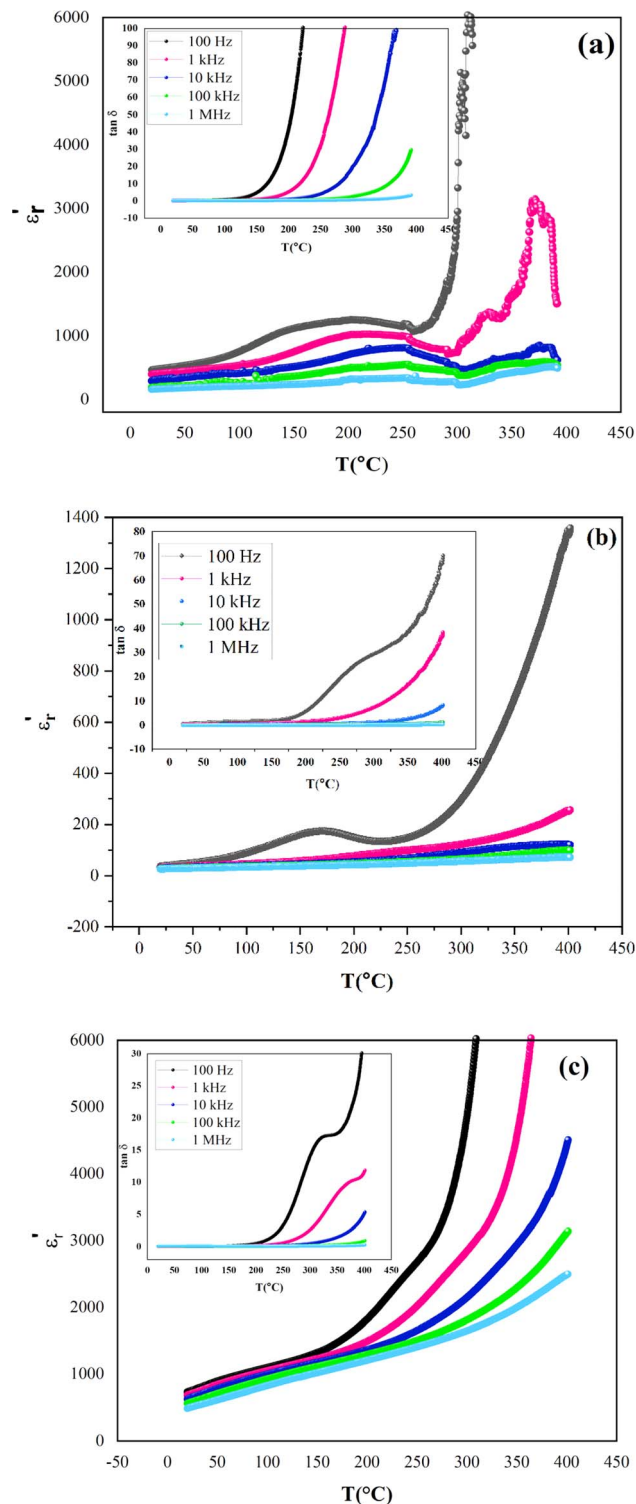 (a)
6000
5000
4000
3000
2000
1000
0
ε'r
0 50 100 150 200 250 300 350 400 450
T(°C)
100
90
80
70
60
50
40
30
20
10
0
-10
tan δ
100 Hz
1 kHz
10 kHz
100 kHz
1 MHz
0 50 100 150 200 250 300 350 400 450
T(°C)
(b)
1400
1200
1000
800
600
400
200
0
-200
ε'r
0 50 100 150 200 250 300 350 400 450
T(°C)
80
70
60
50
40
30
20
10
0
-10
tan δ
100 Hz
1 kHz
10 kHz
100 kHz
1 MHz
0 50 100 150 200 250 300 350 400 450
T(°C)
(c)
6000
5000
4000
3000
2000
1000
0
ε'r
-50 0 50 100 150 200 250 300 350 400 450
T(°C)
30
25
20
15
10
5
0
tan δ
100 Hz
1 kHz
10 kHz
100 kHz
1 MHz
0 50 100 150 200 250 300 350 400 450
T(°C)